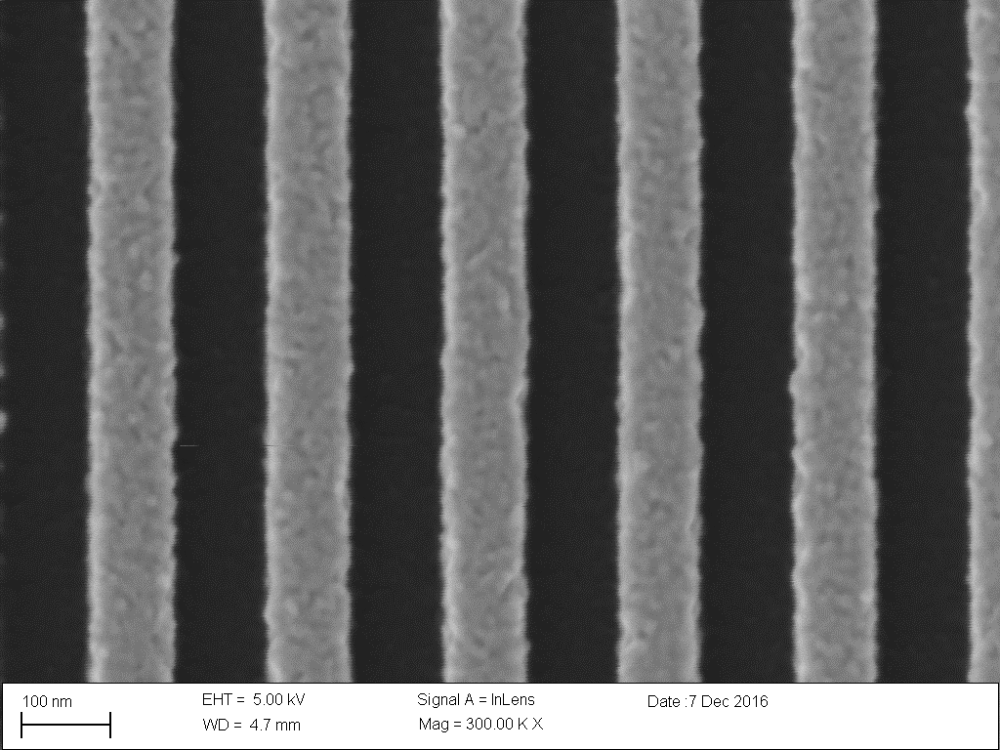 100 nm EHT = 5.00 kV Signal A = InLens Date :7 Dec 2016
WD = 4.7 mm Mag = 300.00 K X